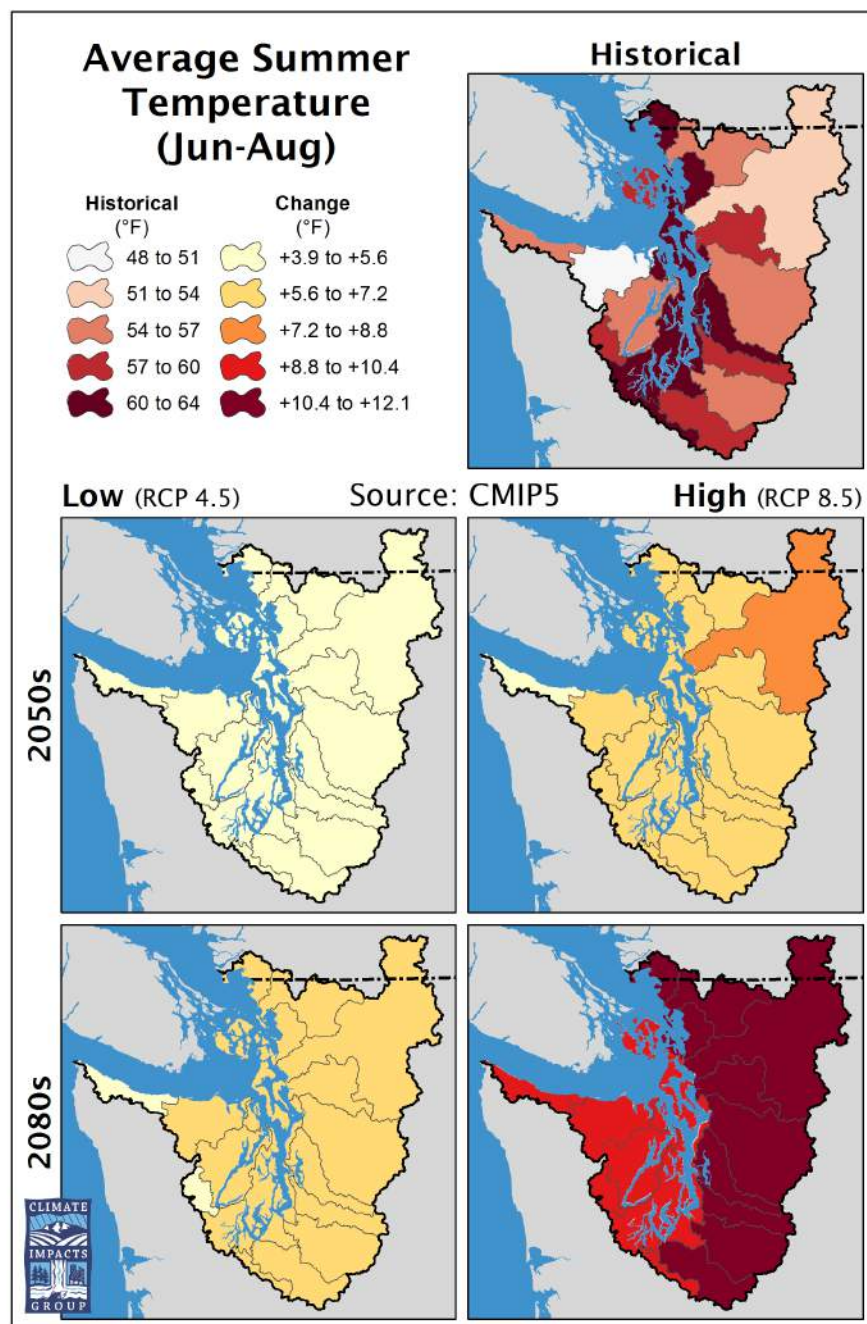 Average Summer
Temperature
(Jun-Aug)
Historical
Historical
(°F)
Change
(°F)
48 to 51
+3.9 to +5.6
51 to 54
+5.6 to +7.2
54 to 57
+7.2 to +8.8
57 to 60
+8.8 to +10.4
60 to 64
+10.4 to +12.1
Low (RCP 4.5)
Source: CMIP5
High (RCP 8.5)
2050s
2080s
CLIMATE
IMPACTS
GROUP